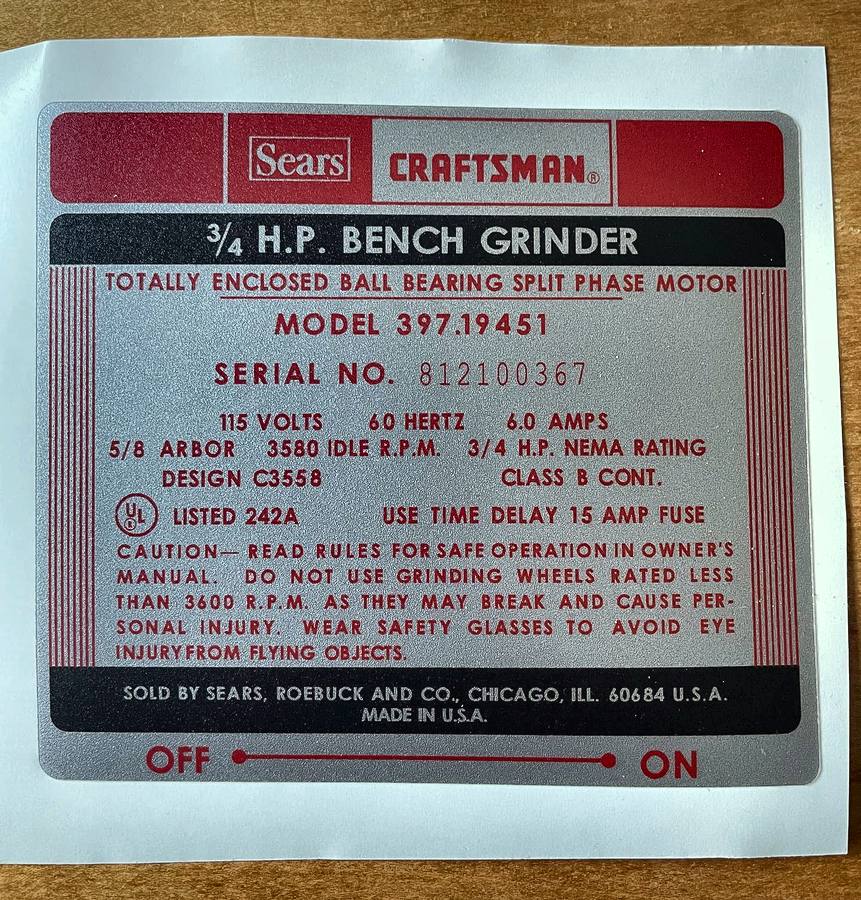 Sears CRAFTSMAN®
3/4 H.P. BENCH GRINDER
TOTALLY ENCLOSED BALL BEARING SPLIT PHASE MOTOR
MODEL 397.19451
SERIAL NO. 812100367
115 VOLTS 60 HERTZ 6.0 AMPS
5/8 ARBOR 3580 IDLE R.P.M. 3/4 H.P. NEMA RATING
DESIGN C3558 CLASS B CONT.
UL® LISTED 242A USE TIME DELAY 15 AMP FUSE
CAUTION— READ RULES FOR SAFE OPERATION IN OWNER'S
MANUAL. DO NOT USE GRINDING WHEELS RATED LESS
THAN 3600 R.P.M. AS THEY MAY BREAK AND CAUSE PER-
SONAL INJURY. WEAR SAFETY GLASSES TO AVOID EYE
INJURY FROM FLYING OBJECTS.
SOLD BY SEARS, ROEBUCK AND CO., CHICAGO, ILL. 60684 U.S.A.
MADE IN U.S.A.
OFF ON